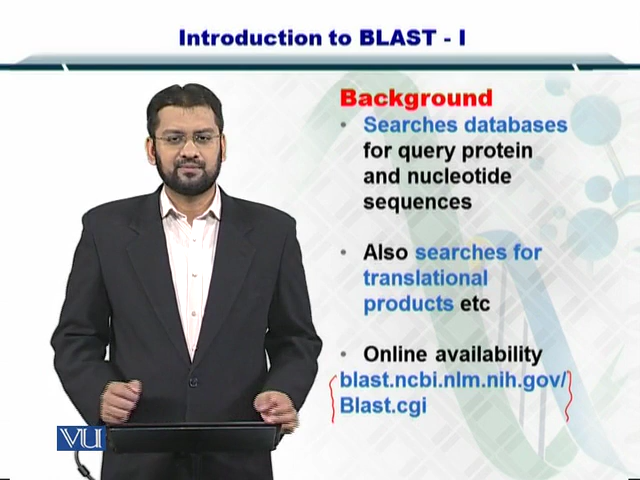 Introduction to BLAST - I
Background
• Searches databases
for query protein
and nucleotide
sequences
• Also searches for
translational
products etc
• Online availability
blast.ncbi.nlm.nih.gov/
Blast.cgi
VU